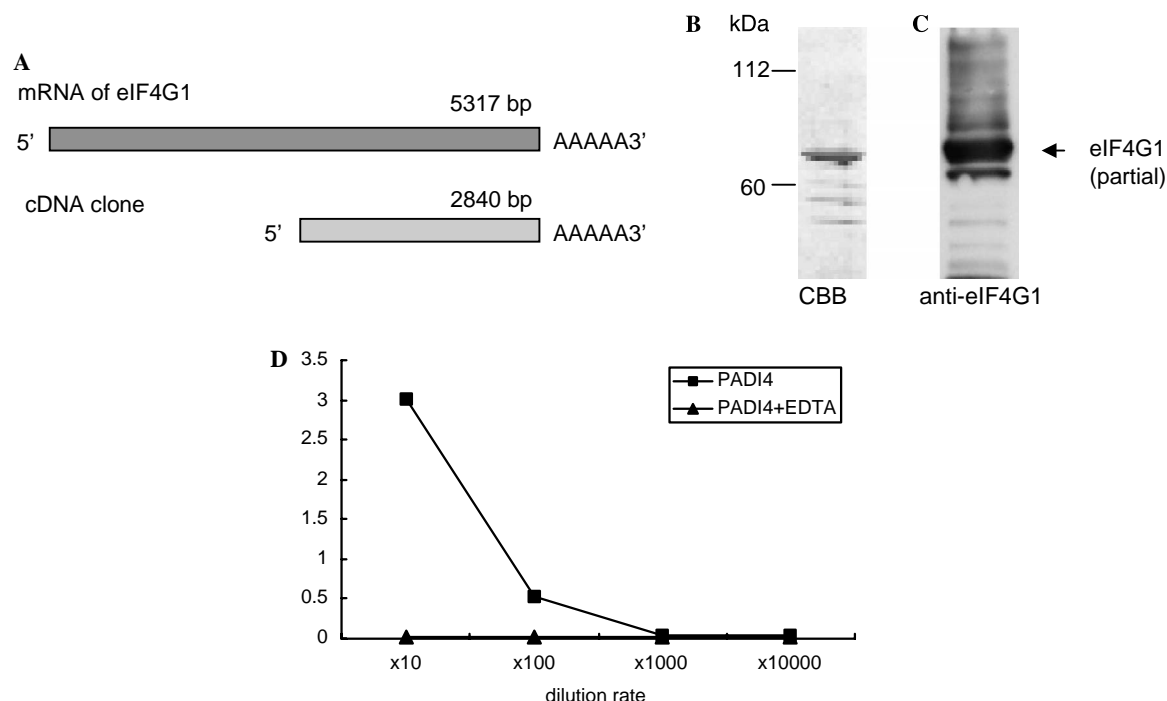 A
mRNA of eIF4G1
5317 bp
5’
AAAAA3’
cDNA clone
2840 bp
5’
AAAAA3’
B
kDa
112
60
CBB
C
eIF4G1
(partial)
anti-eIF4G1
D
3.5
3
2.5
2
1.5
1
0.5
0
PADI4
PADI4+EDTA
x10
x100
x1000
x10000
dilution rate